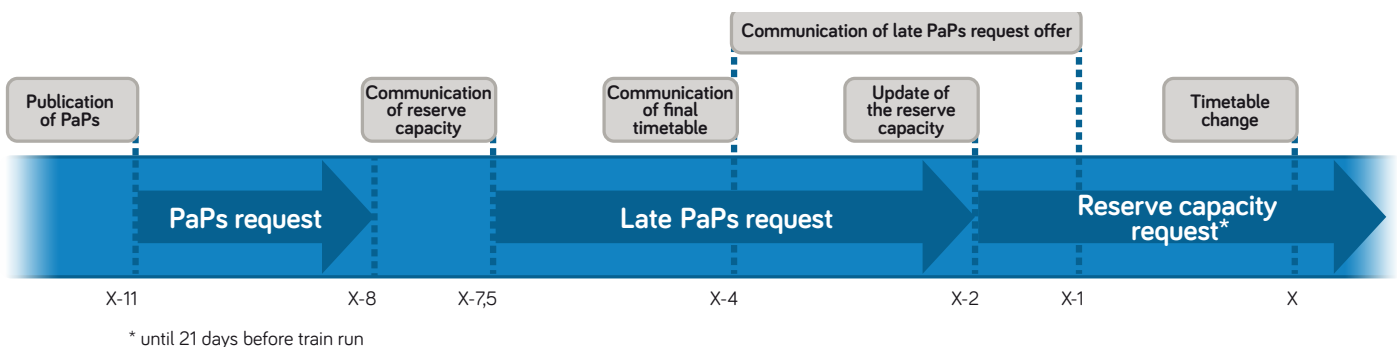 Communication of late PaPs request offer
Publication
of PaPs
Communication
of reserve
capacity
Communication
of final
timetable
Update of
the reserve
capacity
Timetable
change
PaPs request
Late PaPs request
Reserve capacity
request*
X-11
X-8
X-7,5
X-4
X-2
X-1
X
* until 21 days before train run